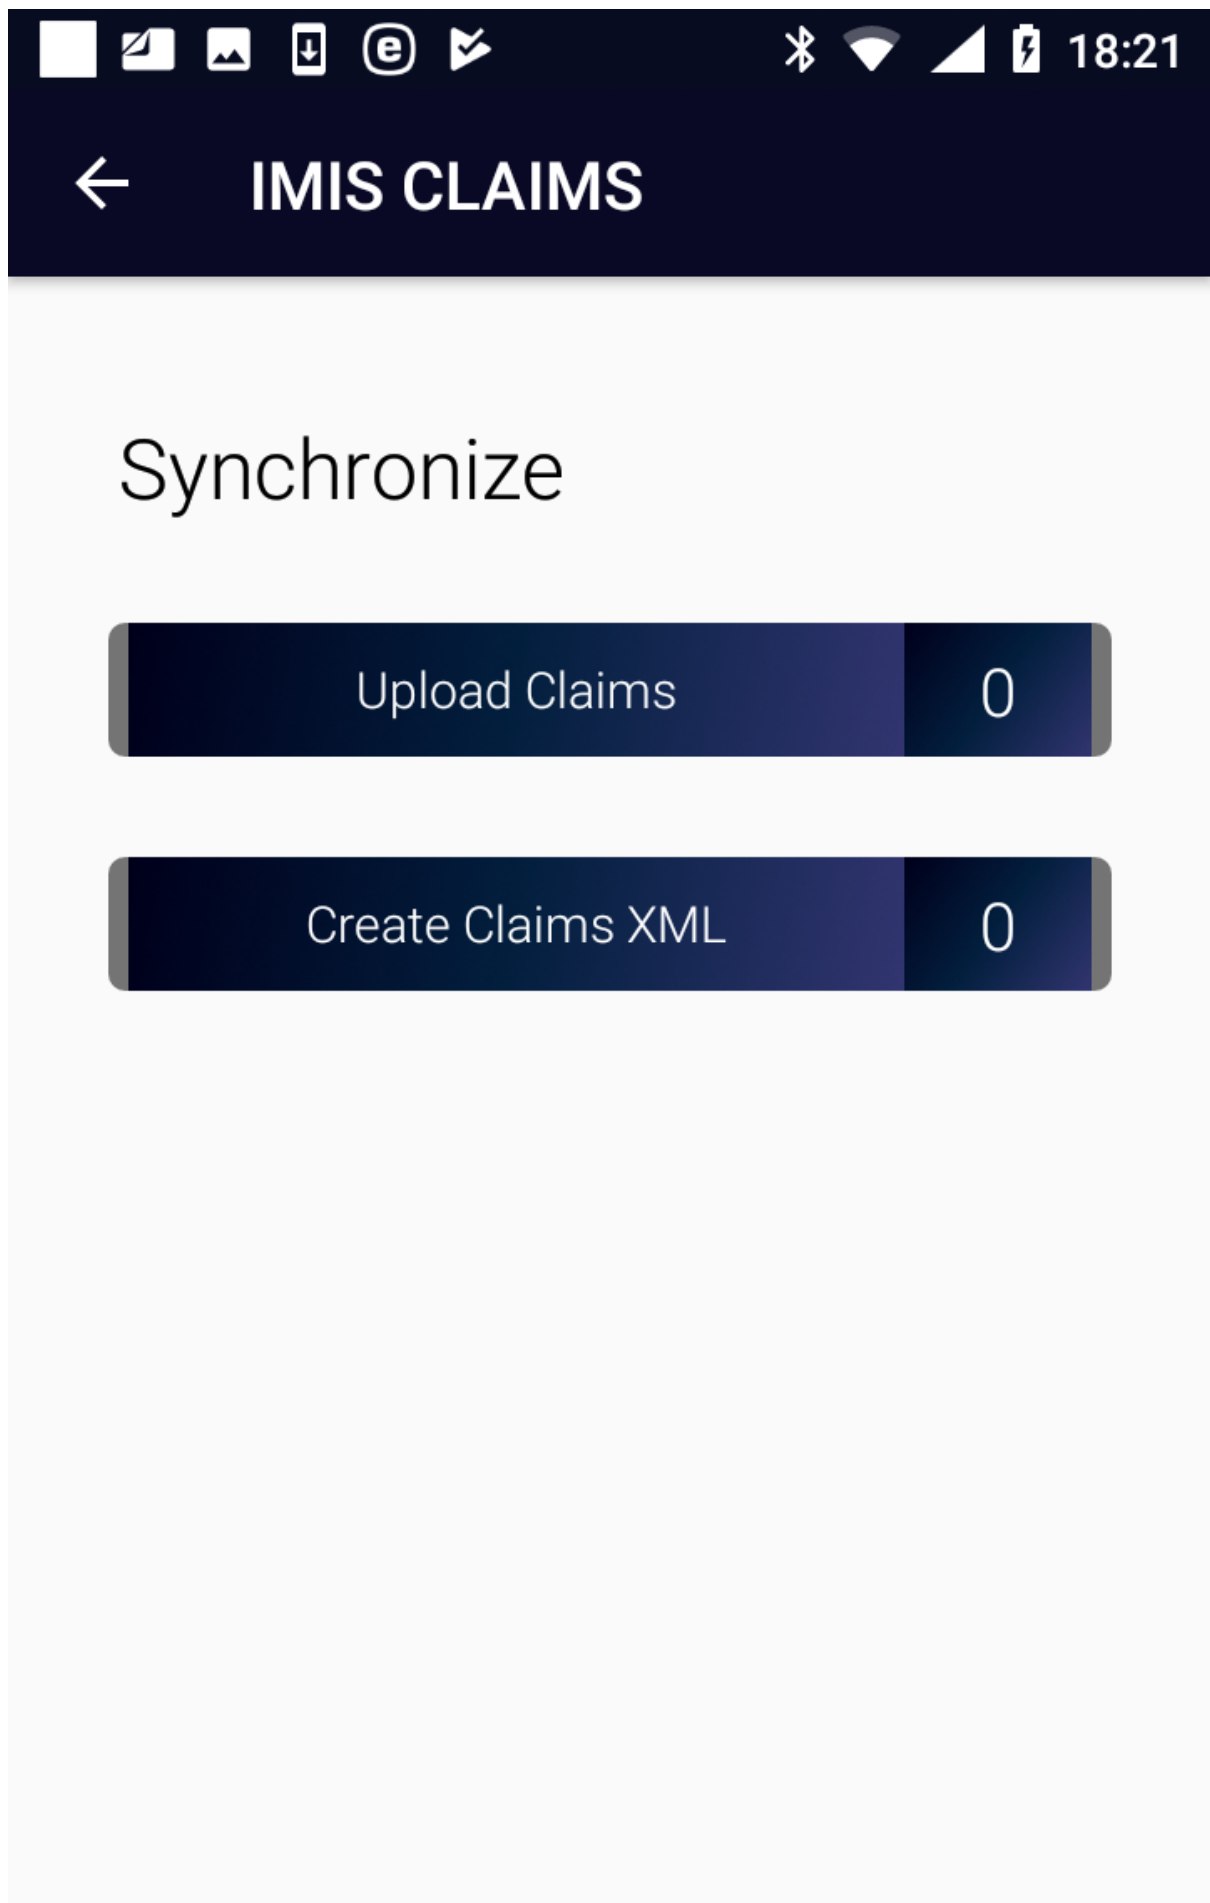 18:21
IMIS CLAIMS
Synchronize
Upload Claims 0
Create Claims XML 0